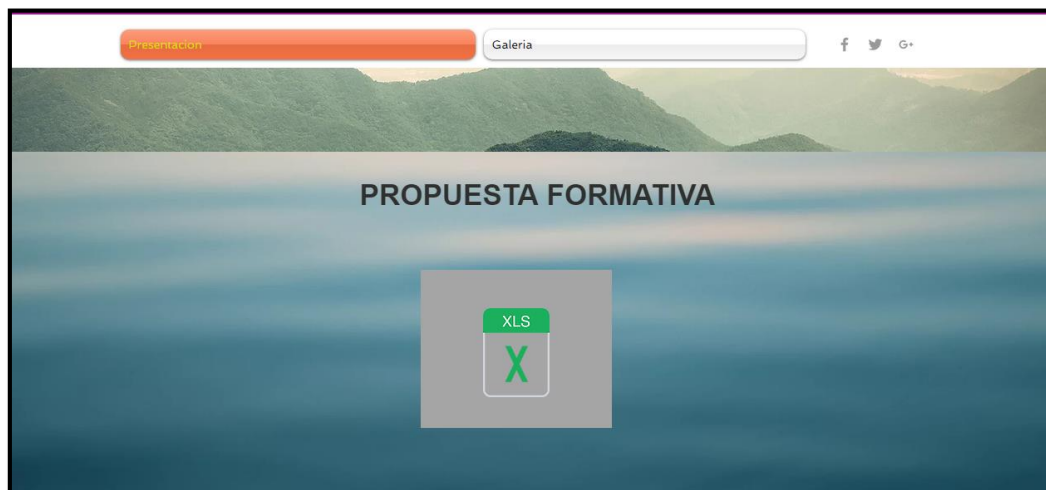 Presentacion
Galeria
f
G+
PROPUESTA FORMATIVA
XLS
X